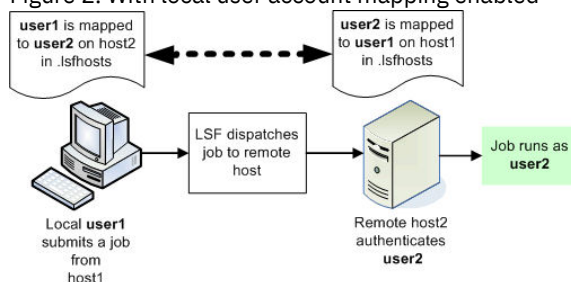 Figure 2. With local user account mapping enabled
user1 is mapped
to user2 on host2
in .lsfhosts
user2 is mapped
to user1 on host1
in .lsfhosts
LSF dispatches
job to remote
host
Job runs as
user2
Local user1
submits a job
from
host1
Remote host2
authenticates
user2